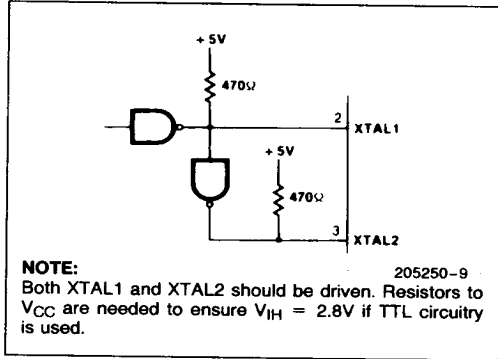 + 5V
470Ω
2
XTAL1
+ 5V
470Ω
3
XTAL2
NOTE:
205250-9
Both XTAL1 and XTAL2 should be driven. Resistors to
VCC are needed to ensure VIH = 2.8V if TTL circuitry
is used.